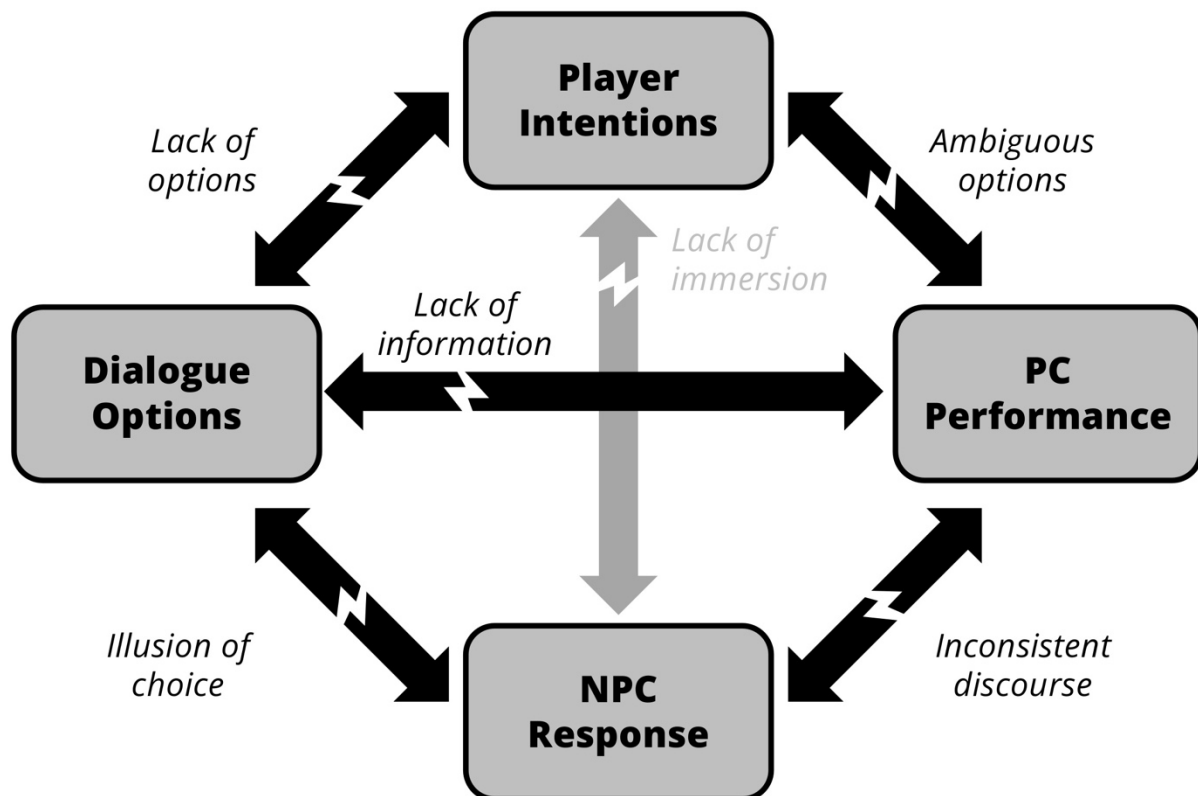 Player
Intentions
Lack of
options
Ambiguous
options
Lack of
immersion
Lack of
information
Dialogue
Options
PC
Performance
Illusion of
choice
Inconsistent
discourse
NPC
Response